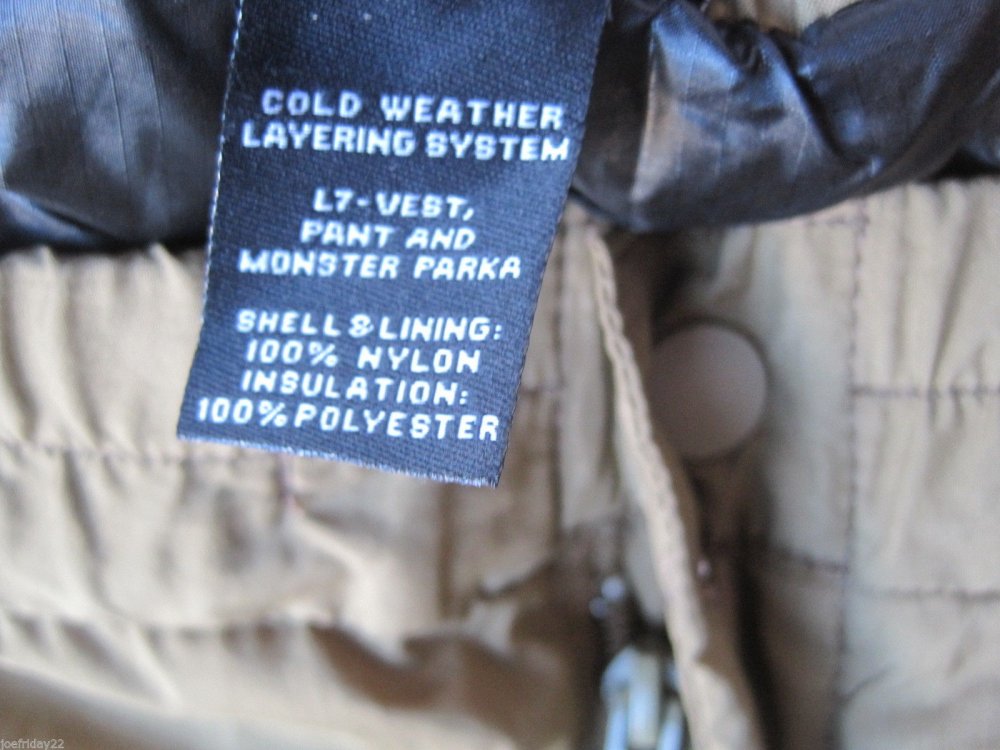 COLD WEATHER
LAYERING SYSTEM
L7-VEST,
PANT AND
MONSTER PARKA
SHELL & LINING:
100% NYLON
INSULATION:
100% POLYESTER
joefriday22